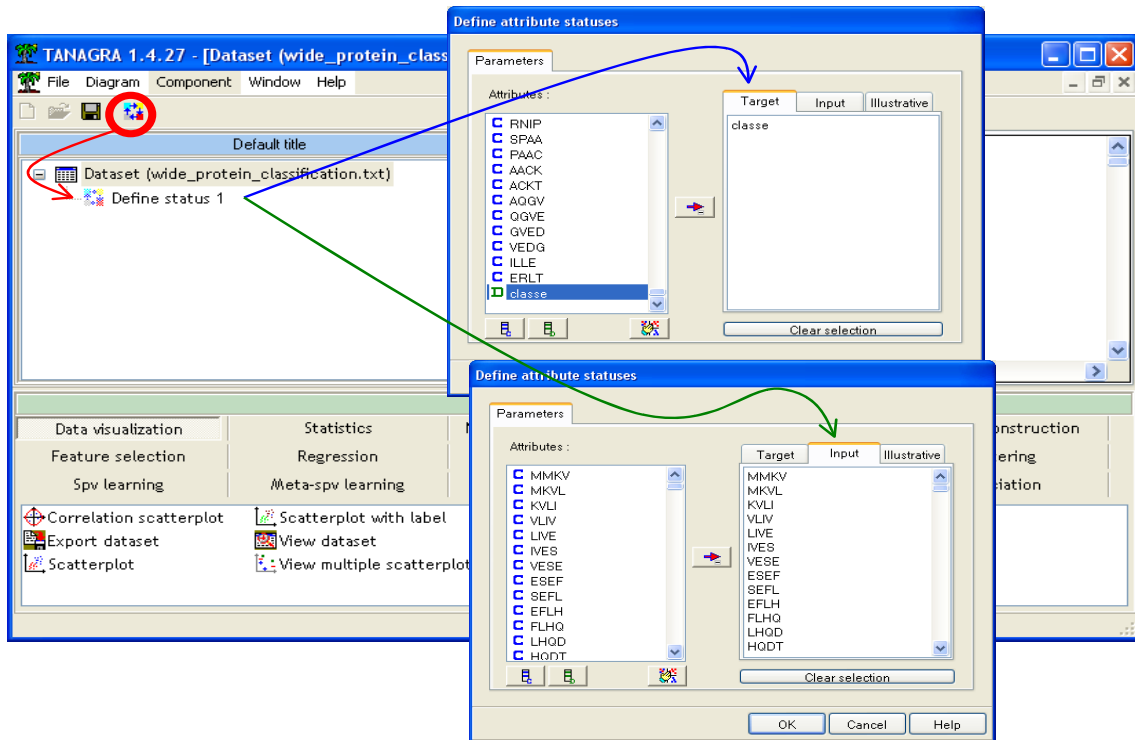 TANAGRA 1.4.27 - [Dataset (wide_protein_class
File Diagram Component Window Help
Default title
Dataset (wide_protein_classification.txt)
Define status 1
Define attribute statuses
Parameters
Attributes :
RNIP
SPAA
PAAC
AACK
ACKT
AQGV
QGVE
GVED
VEDG
ILLE
ERLT
classe
Target Input Illustrative
classe
Clear selection
Define attribute statuses
Parameters
Attributes :
MMKV
MKVL
KVLI
VLIV
LIVE
IVES
VESE
ESEF
SEFL
EFLH
FLHQ
LHQD
HQDT
Target Input Illustrative
MMKV
MKVL
KVLI
VLIV
LIVE
IVES
VESE
ESEF
SEFL
EFLH
FLHQ
LHQD
HQDT
Clear selection
OK Cancel Help
Data visualization Statistics onstruction
Feature selection Regression ering
Spv learning Meta-spv learning iation
Correlation scatterplot Scatterplot with label
Export dataset View dataset
Scatterplot View multiple scatterplot